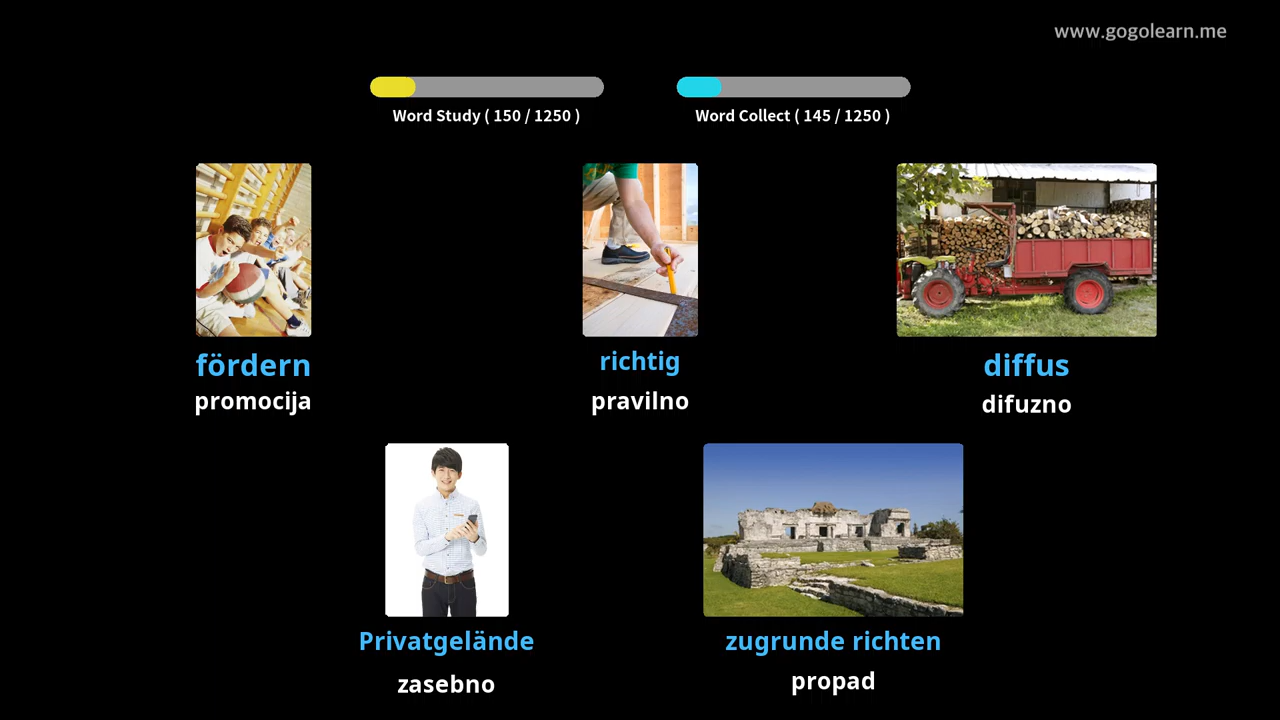 www.gogolearn.me
Word Study ( 150 / 1250 )
Word Collect ( 145 / 1250 )
fördern
promocija
richtig
pravilno
diffus
difuzno
Privatgelände
zasebno
zugrunde richten
propad